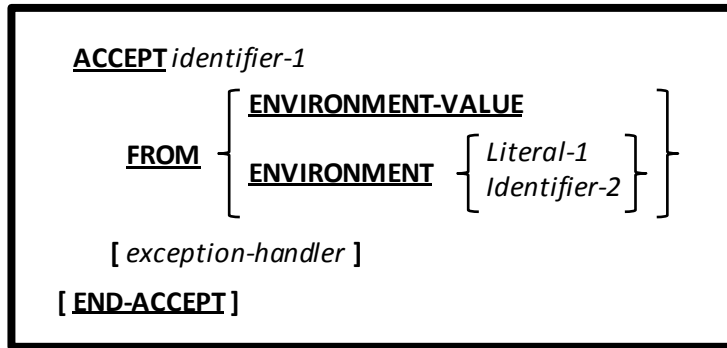 ACCEPT identifier-1
ENVIRONMENT-VALUE
FROM
ENVIRONMENT
Literal-1
Identifier-2
[ exception-handler ]
[ END-ACCEPT ]